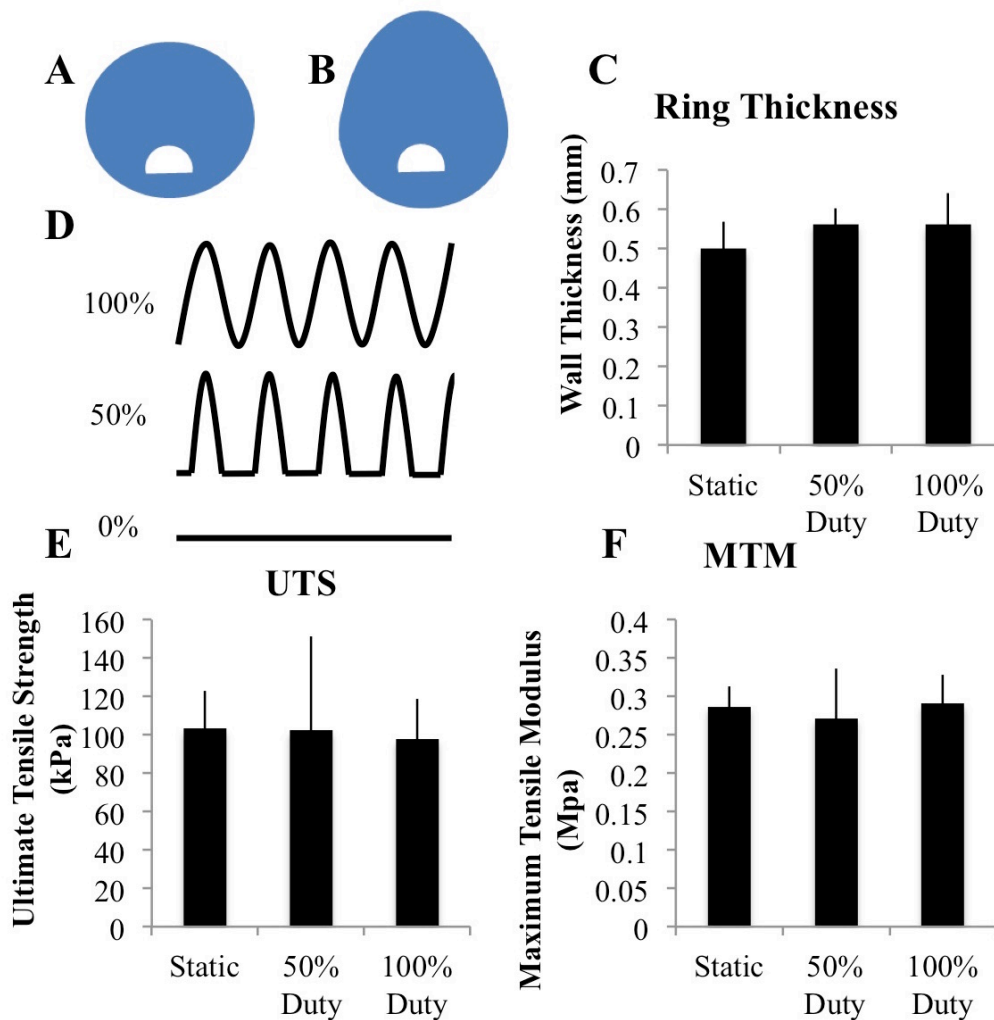 A
B
C
Ring Thickness
Wall Thickness (mm)
0.7
0.6
0.5
0.4
0.3
0.2
0.1
0
Static
50%
Duty
100%
Duty
D
100%
50%
0%
E
UTS
Ultimate Tensile Strength
(kPa)
160
140
120
100
80
60
40
20
0
Static
50%
Duty
100%
Duty
F
MTM
Maximum Tensile Modulus
(Mpa)
0.4
0.35
0.3
0.25
0.2
0.15
0.1
0.05
0
Static
50%
Duty
100%
Duty